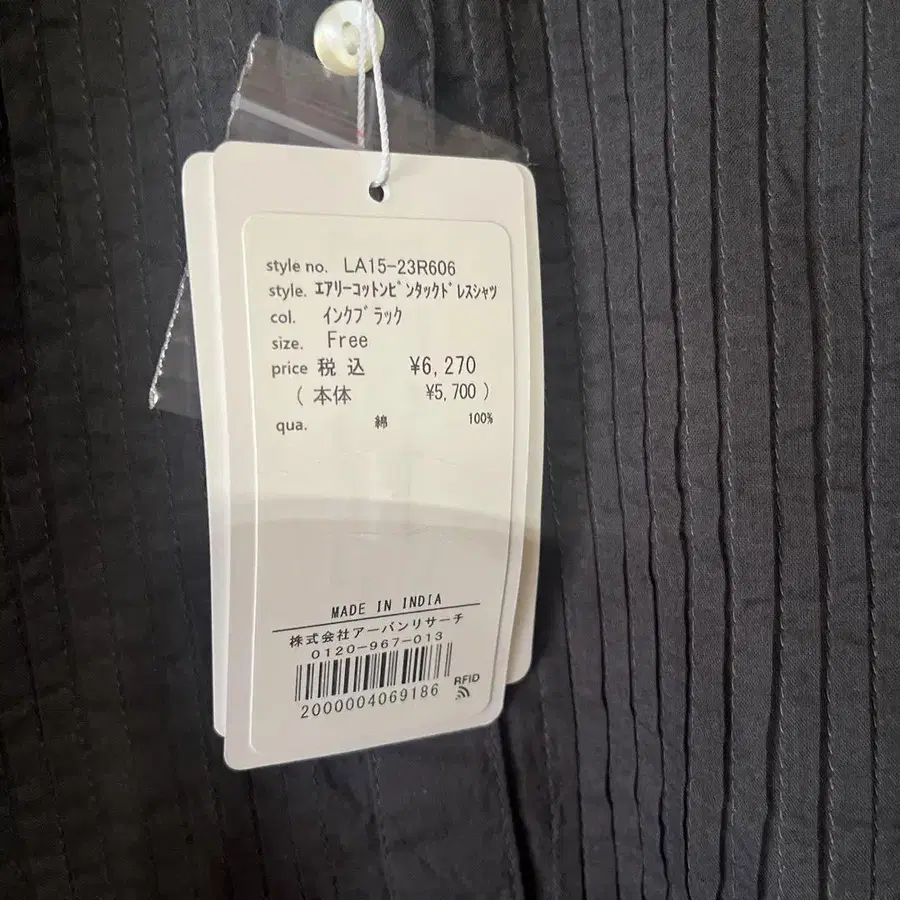 style no. LA15-23R606
style. エアリーコットンピンタックドレスシャツ
col. インクブラック
size. Free
price 税込 ¥6,270
( 本体 ¥5,700 )
qua. 綿 100%
MADE IN INDIA
株式会社アーバンリサーチ
0120-967-013
RFID
2000004069186